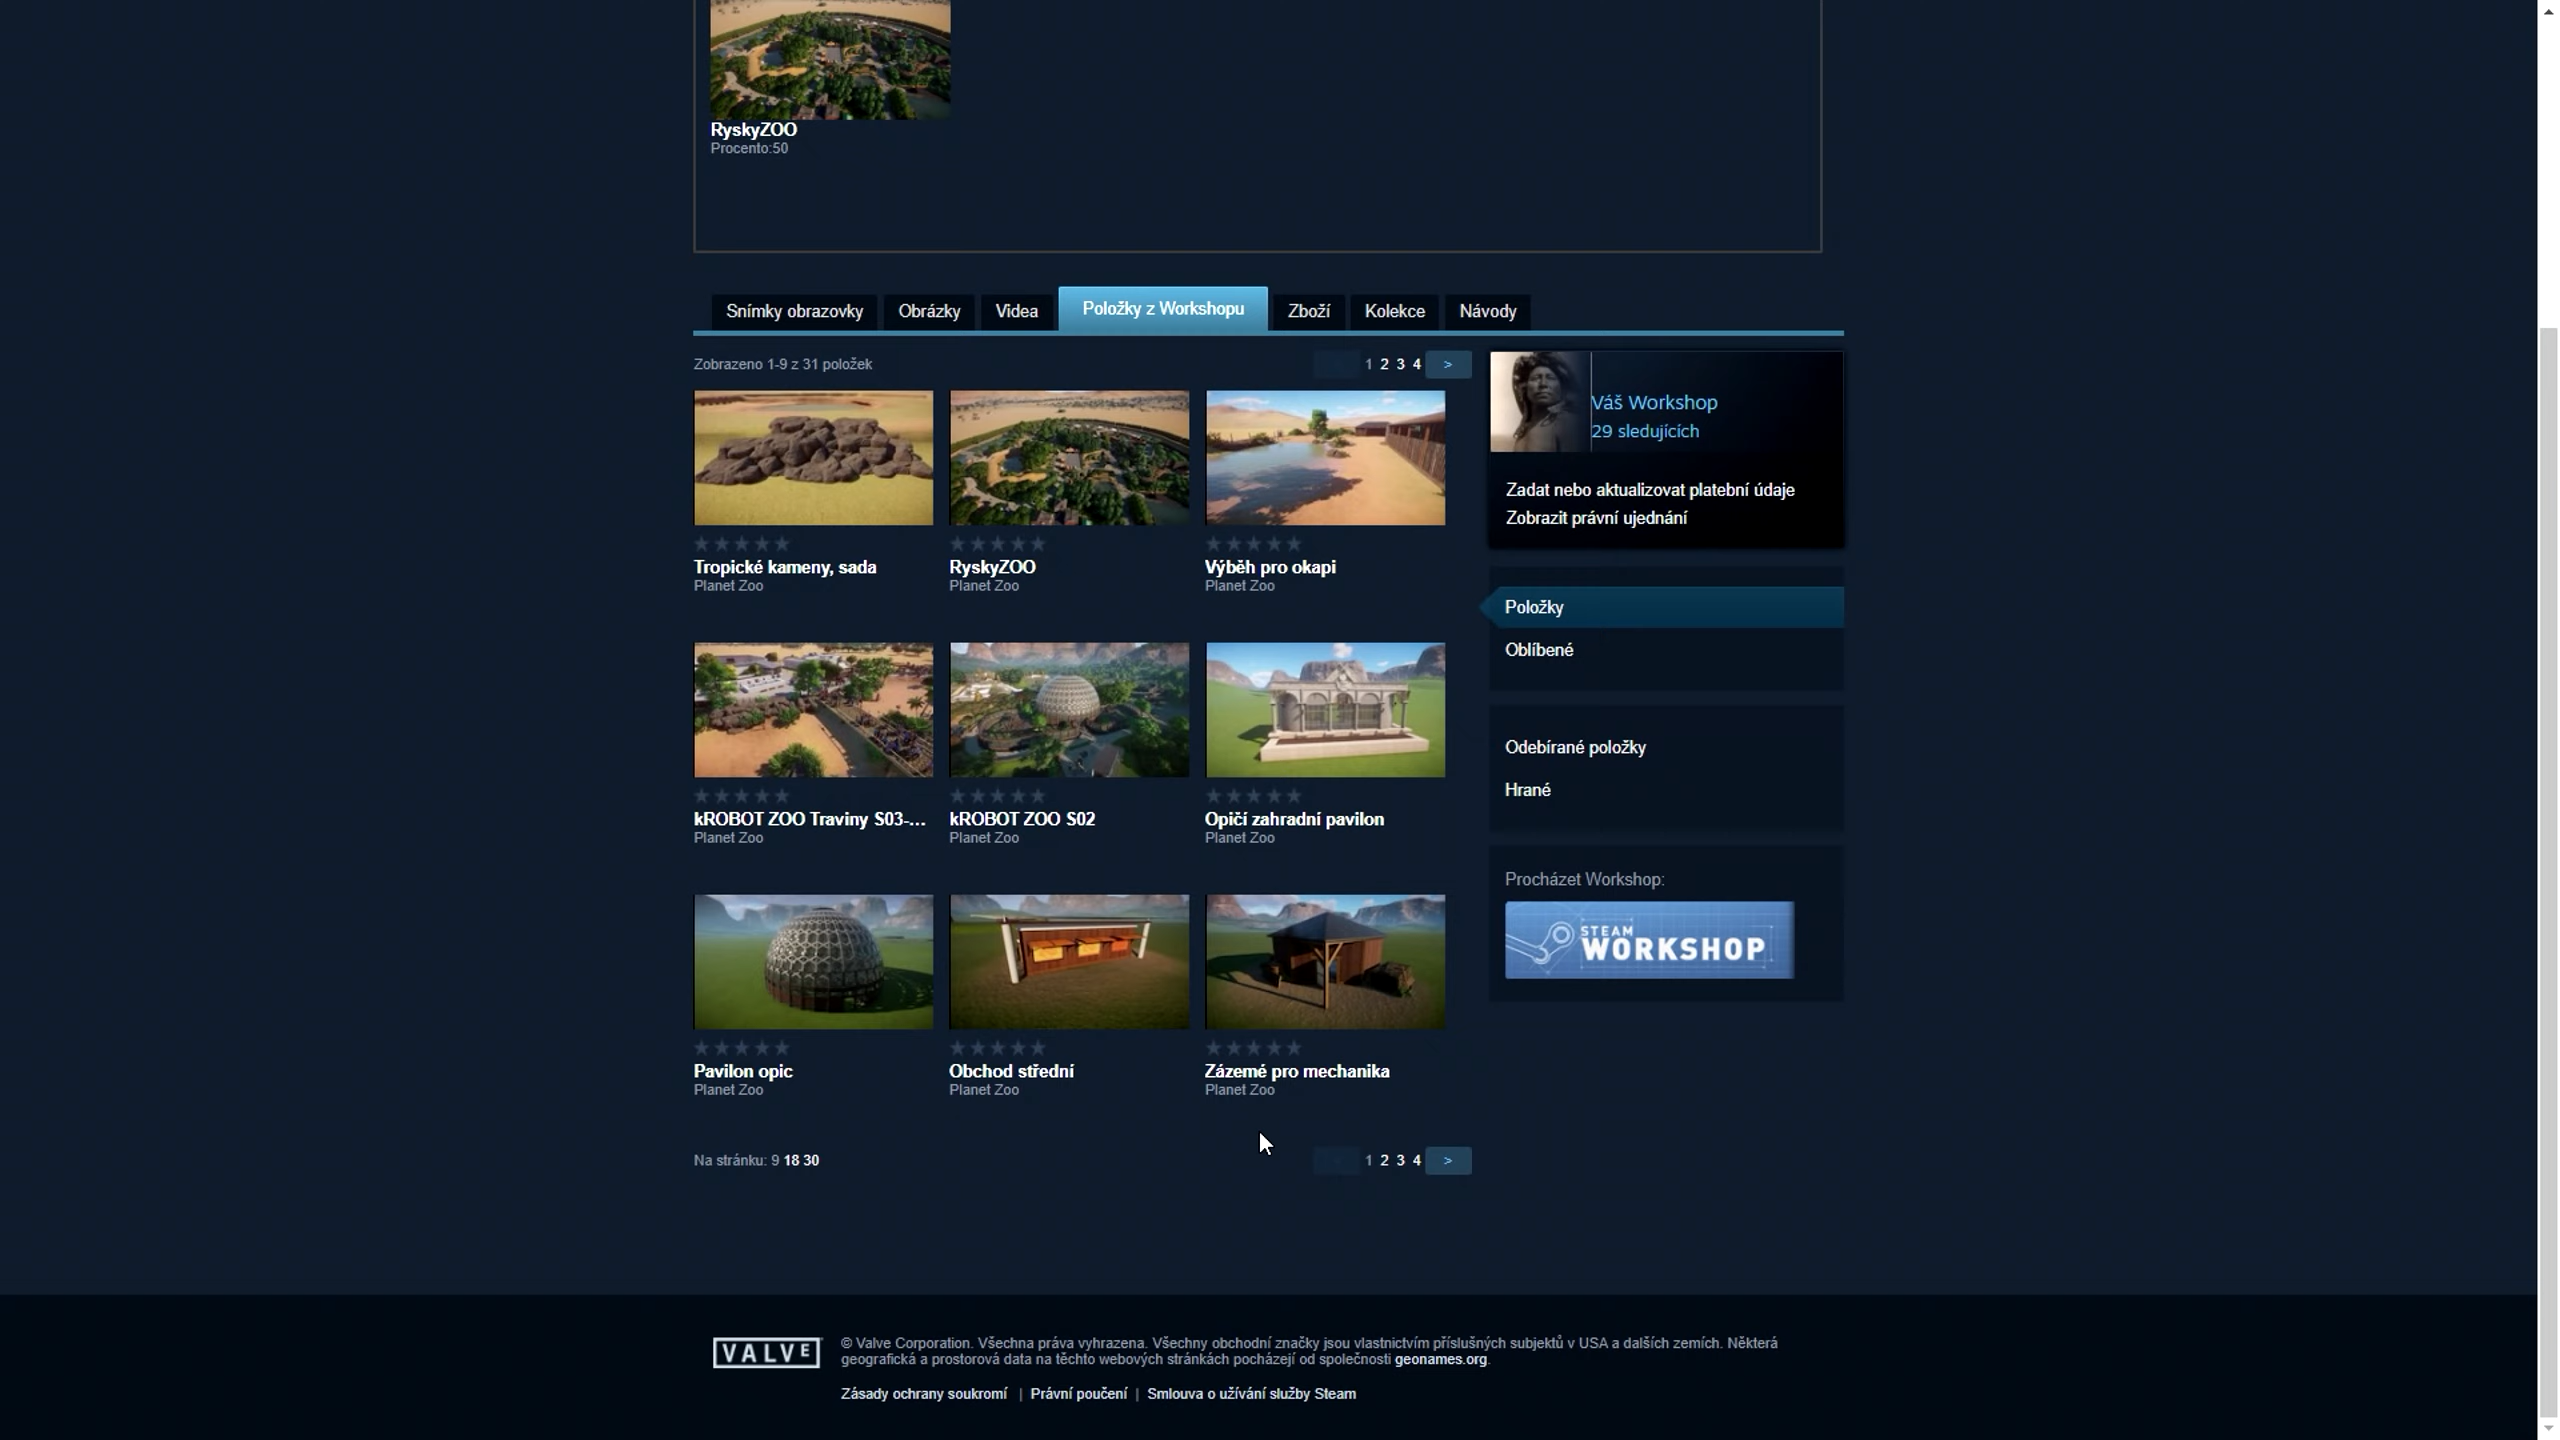 RyskyZOO
Procento:50
Snímky obrazovky Obrázky Videa Položky z Workshopu Zboží Kolekce Návody
Zobrazeno 1-9 z 31 položek
1 2 3 4 >
Tropické kameny, sada
Planet Zoo
RyskyZOO
Planet Zoo
Výběh pro okapi
Planet Zoo
kROBOT ZOO Traviny S03-...
Planet Zoo
kROBOT ZOO S02
Planet Zoo
Opičí zahradní pavilon
Planet Zoo
Pavilon opic
Planet Zoo
Obchod střední
Planet Zoo
Zázemé pro mechanika
Planet Zoo
Na stránku: 9 18 30
1 2 3 4 >
Váš Workshop
29 sledujících
Zadat nebo aktualizovat platební údaje
Zobrazit právní ujednání
Položky
Oblíbené
Odebírané položky
Hrané
Procházet Workshop:
STEAM
WORKSHOP
VALVE
© Valve Corporation. Všechna práva vyhrazena. Všechny obchodní značky jsou vlastnictvím příslušných subjektů v USA a dalších zemích. Některá
geografická a prostorová data na těchto webových stránkách pocházejí od společnosti geonames.org.
Zásady ochrany soukromí | Právní poučení | Smlouva o užívání služby Steam